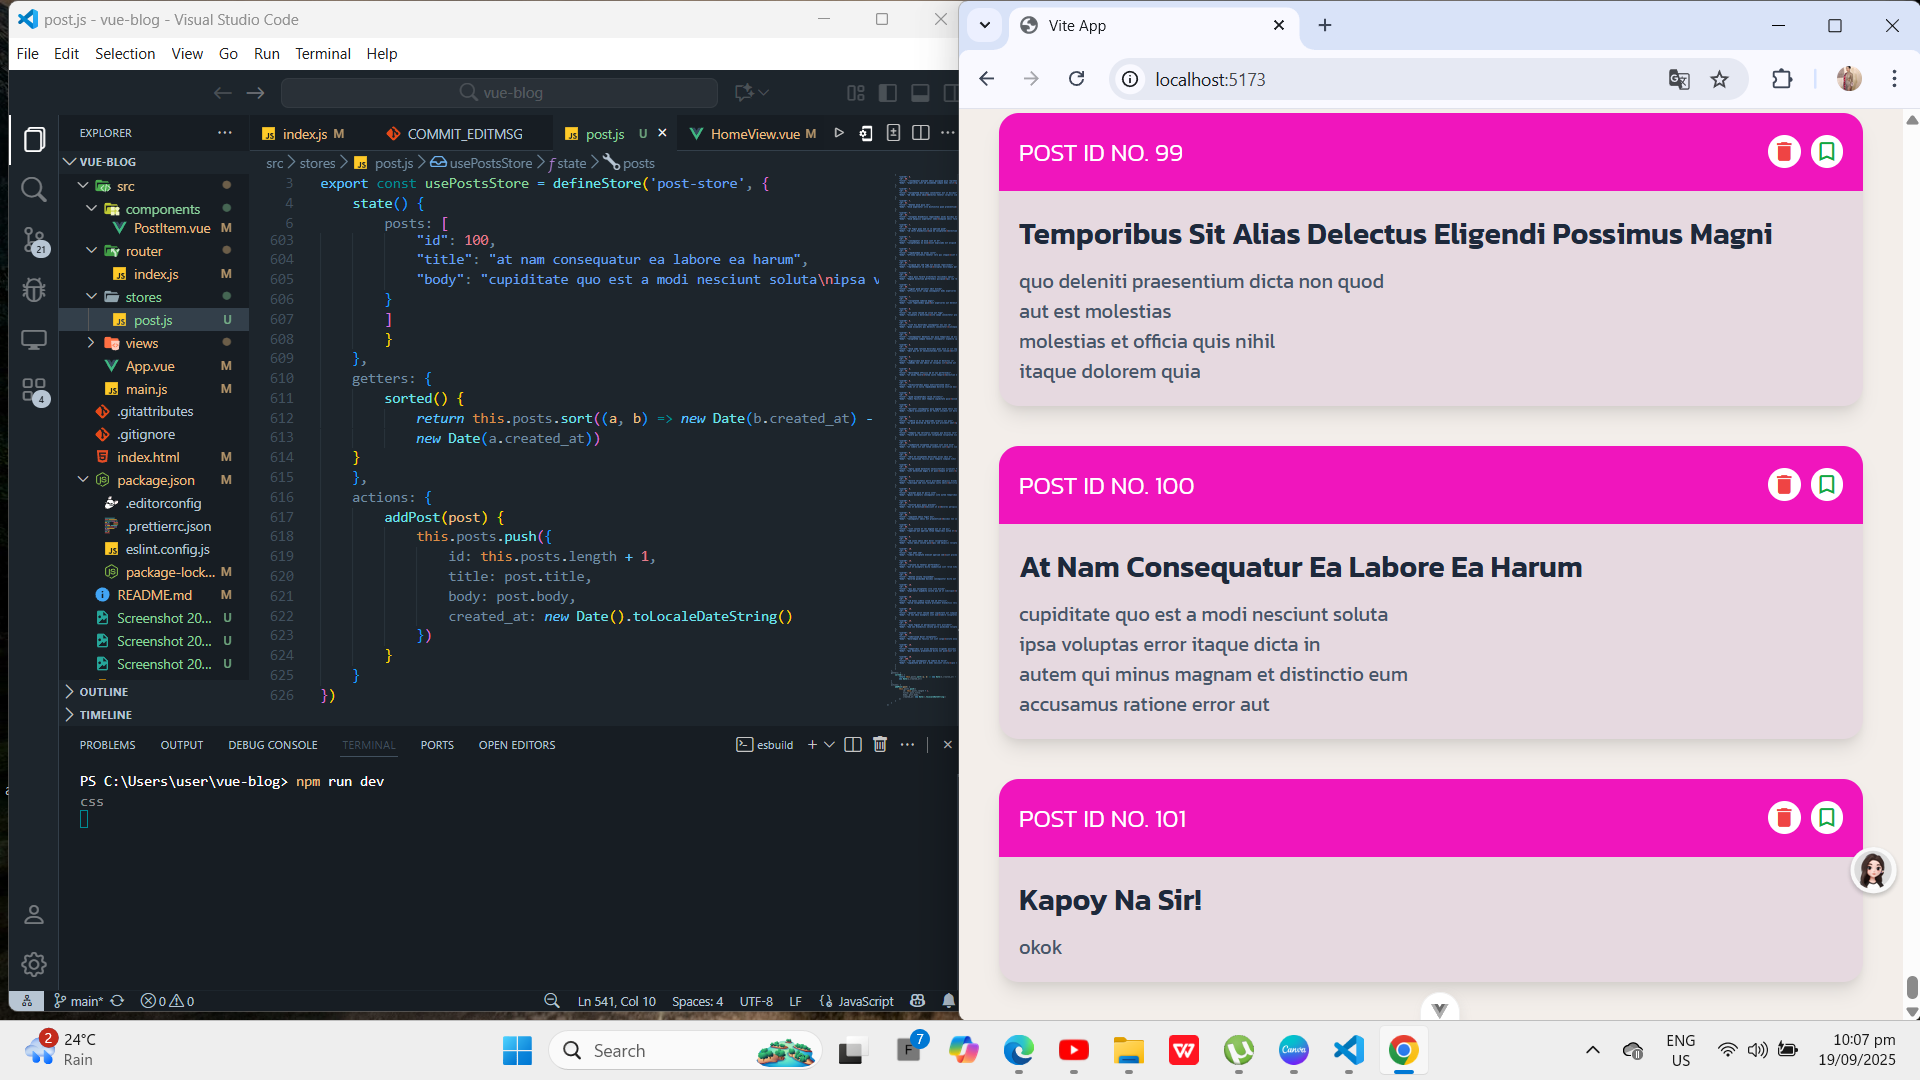 post.js - vue-blog - Visual Studio Code
File Edit Selection View Go Run Terminal Help
vue-blog
EXPLORER
VUE-BLOG
src
components
PostItem.vue M
router
index.js M
stores
post.js U
views
App.vue M
main.js M
.gitattributes
.gitignore
index.html M
package.json M
.editorconfig
.prettierrc.json
eslint.config.js
package-lock... M
README.md M
Screenshot 20... U
Screenshot 20... U
Screenshot 20... U
OUTLINE
TIMELINE
21
4
index.js M COMMIT_EDITMSG post.js U HomeView.vue M
src > stores > post.js > usePostsStore > state > posts
3 export const usePostsStore = defineStore('post-store', {
4 state() {
6 posts: [
603 "id": 100,
604 "title": "at nam consequatur ea labore ea harum",
605 "body": "cupiditate quo est a modi nesciunt soluta\nipsa v
606 }
607 ]
608 }
609 },
610 getters: {
611 sorted() {
612 return this.posts.sort((a, b) => new Date(b.created_at) -
613 new Date(a.created_at))
614 }
615 },
616 actions: {
617 addPost(post) {
618 this.posts.push({
619 id: this.posts.length + 1,
620 title: post.title,
621 body: post.body,
622 created_at: new Date().toLocaleDateString()
623 })
624 }
625 }
626 })
PROBLEMS OUTPUT DEBUG CONSOLE TERMINAL PORTS OPEN EDITORS
esbuild
PS C:\Users\user\vue-blog> npm run dev
css
main* 0 0 Ln 541, Col 10 Spaces: 4 UTF-8 LF JavaScript
Vite App
localhost:5173
POST ID NO. 99
Temporibus Sit Alias Delectus Eligendi Possimus Magni
quo deleniti praesentium dicta non quod
aut est molestias
molestias et officia quis nihil
itaque dolorem quia
POST ID NO. 100
At Nam Consequatur Ea Labore Ea Harum
cupiditate quo est a modi nesciunt soluta
ipsa voluptas error itaque dicta in
autem qui minus magnam et distinctio eum
accusamus ratione error aut
POST ID NO. 101
Kapoy Na Sir!
okok
2
24°C
Rain
Search
F
7
W
Canva
ENG
US
10:07 pm
19/09/2025